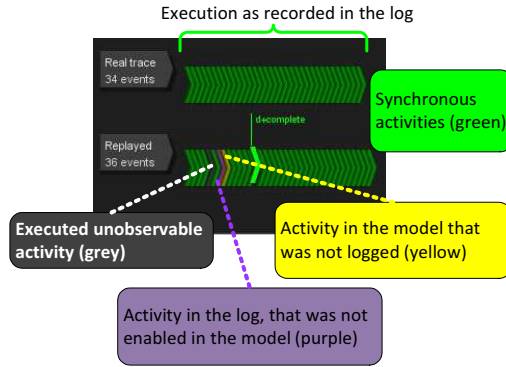 Execution as recorded in the log
Real trace
34 events
Synchronous
activities (green)
d+complete
Replayed
36 events
Executed unobservable
activity (grey)
Activity in the model that
was not logged (yellow)
Activity in the log, that was not
enabled in the model (purple)